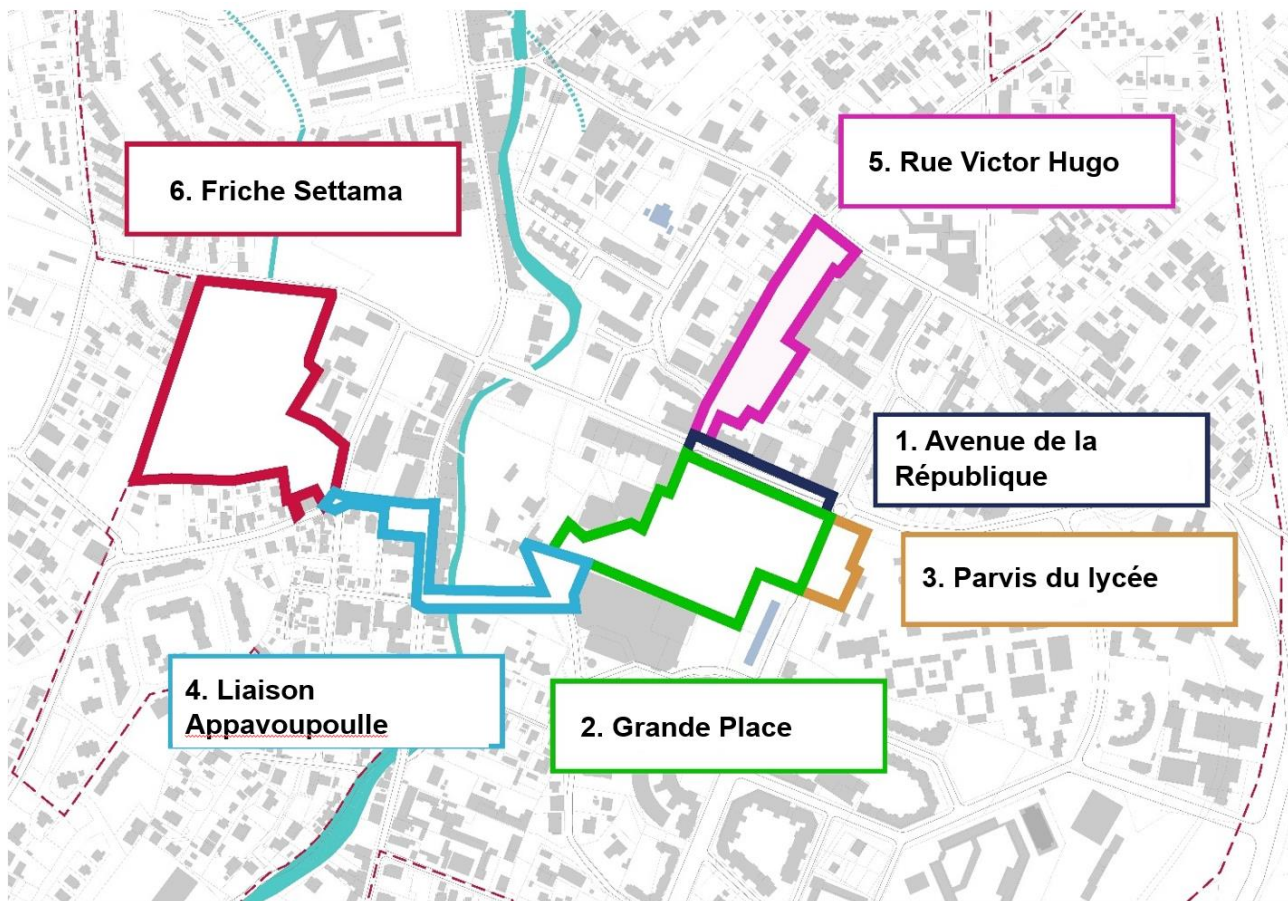 6. Friche Settama
5. Rue Victor Hugo
1. Avenue de la
République
3. Parvis du lycée
4. Liaison
Appavoupoulle
2. Grande Place